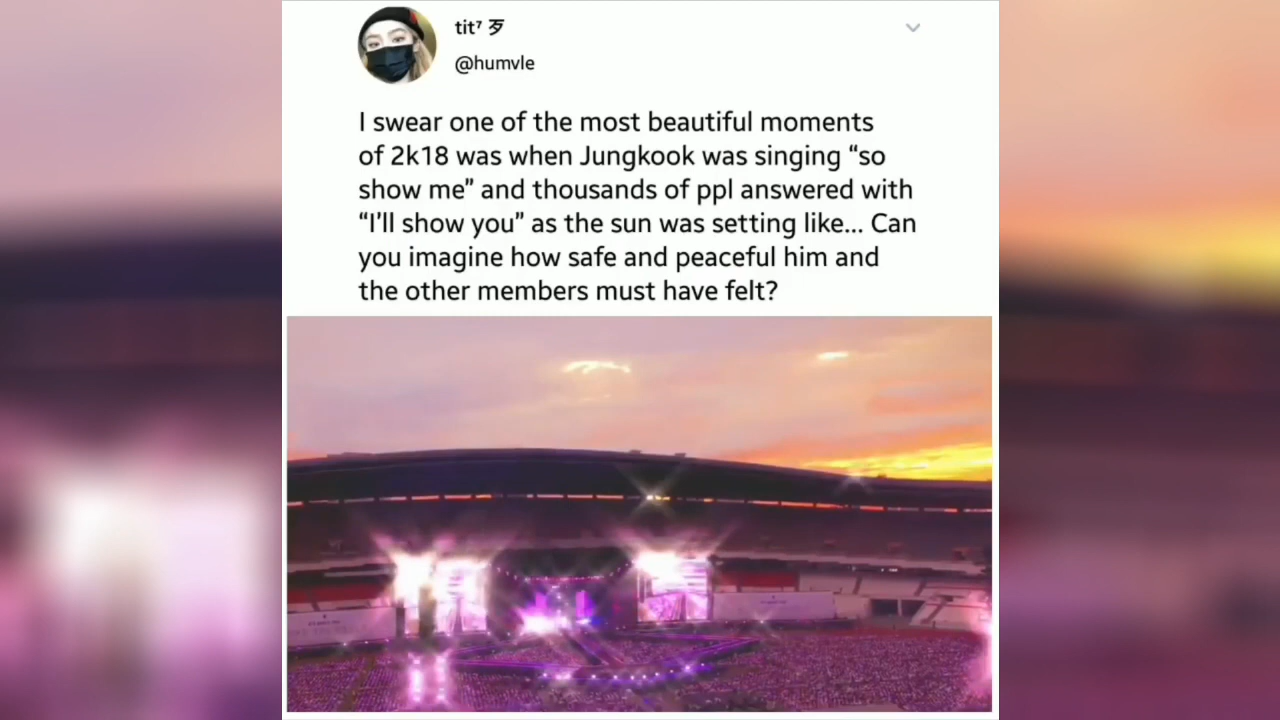 tit⁷ 歹
@humvle
I swear one of the most beautiful moments
of 2k18 was when Jungkook was singing “so
show me” and thousands of ppl answered with
“I’ll show you” as the sun was setting like... Can
you imagine how safe and peaceful him and
the other members must have felt?